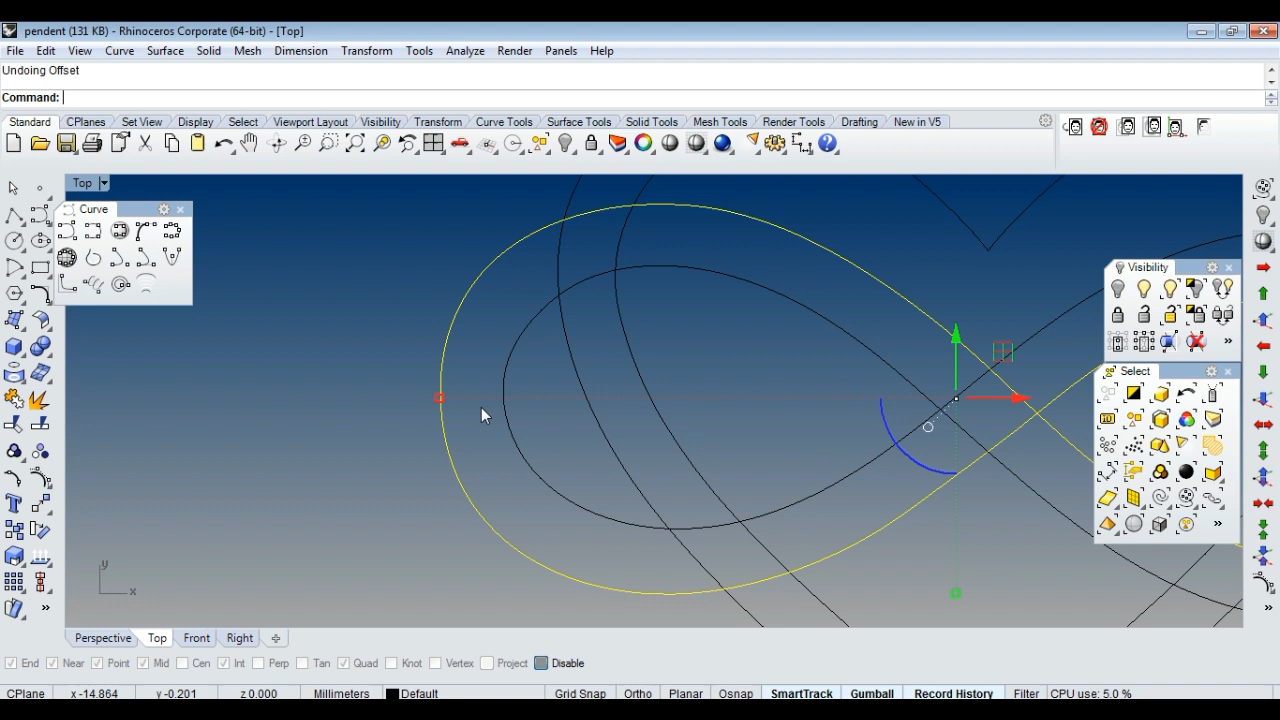 pendent (131 KB) - Rhinoceros Corporate (64-bit) - [Top]
File Edit View Curve Surface Solid Mesh Dimension Transform Tools Analyze Render Panels Help
Undoing Offset
Command:
Standard CPlanes Set View Display Select Viewport Layout Visibility Transform Curve Tools Surface Tools Solid Tools Mesh Tools Render Tools Drafting New in V5
Top
Curve
Visibility
Select
y
x
Perspective Top Front Right
End Near Point Mid Cen Int Perp Tan Quad Knot Vertex Project Disable
CPlane x -14.864 y -0.201 z 0.000 Millimeters Default Grid Snap Ortho Planar Osnap SmartTrack Gumball Record History Filter CPU use: 5.0 %